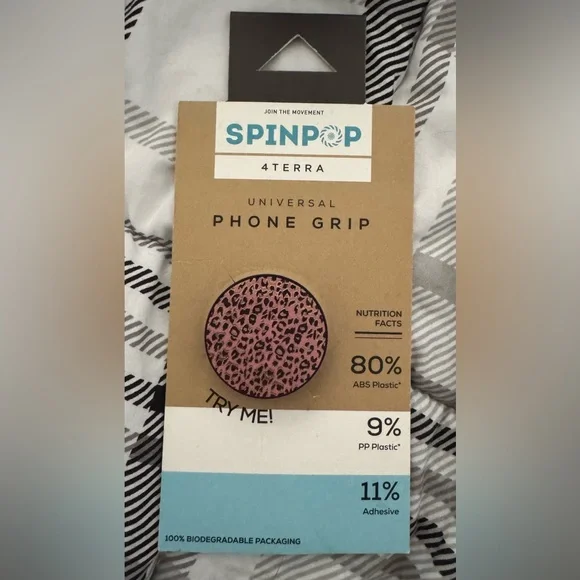 JOIN THE MOVEMENT
SPINPOP
4TERRA
UNIVERSAL
PHONE GRIP
NUTRITION
FACTS
80%
ABS Plastic*
TRY ME!
9%
PP Plastic*
11%
Adhesive
100% BIODEGRADABLE PACKAGING